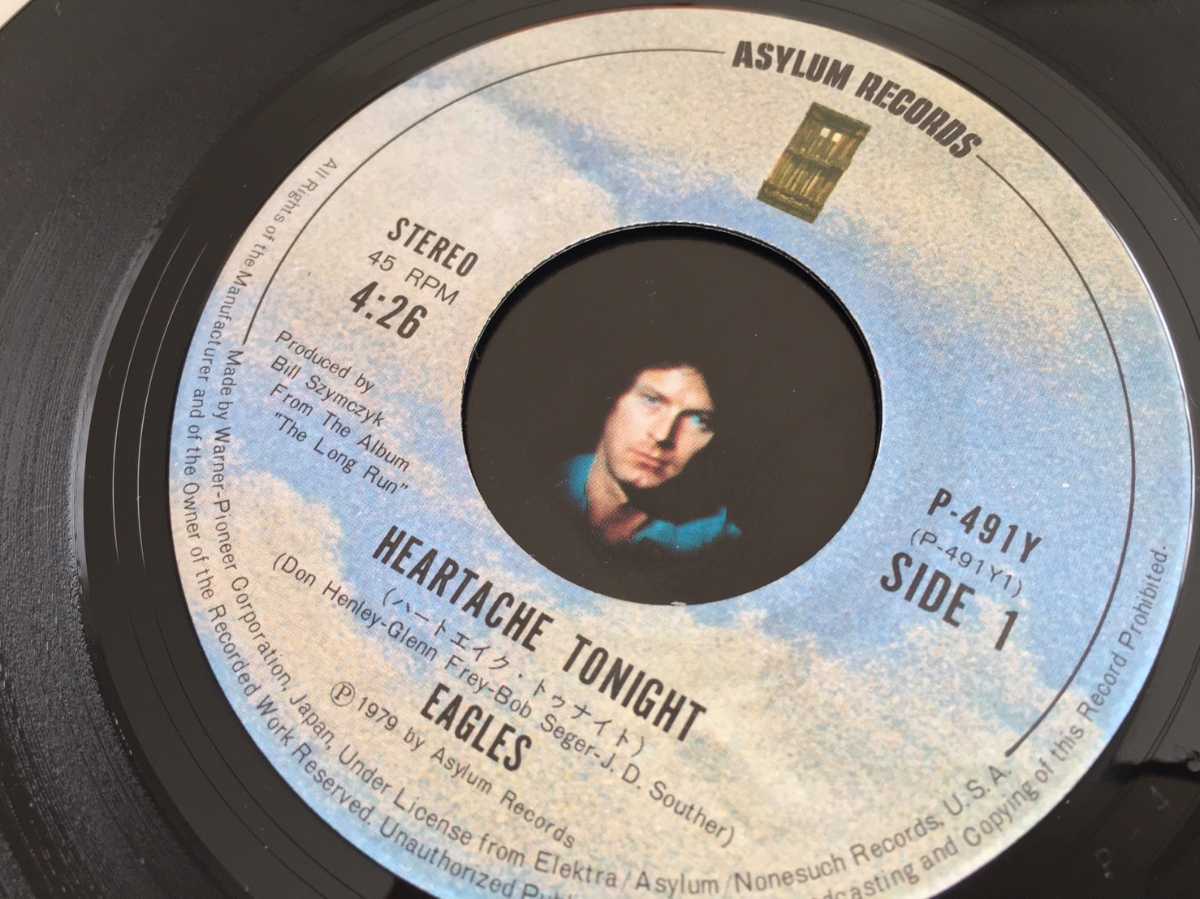 ASYLUM RECORDS
STEREO
45 RPM
4:26
Produced by
Bill Szymczyk
From The Album
"The Long Run"
P-491Y
(P-491Y1)
SIDE 1
HEARTACHE TONIGHT
(ハートエイク・トゥナイト)
(Don Henley-Glenn Frey-Bob Seger-J. D. Souther)
EAGLES
Ⓟ 1979 by Asylum Records
Made by Warner-Pioneer Corporation, Japan, Under License from Elektra/Asylum/Nonesuch Records, U.S.A.
All Rights of the Manufacturer and of the Owner of the Recorded Work Reserved. Unauthorized and Copying of this Record Prohibited.